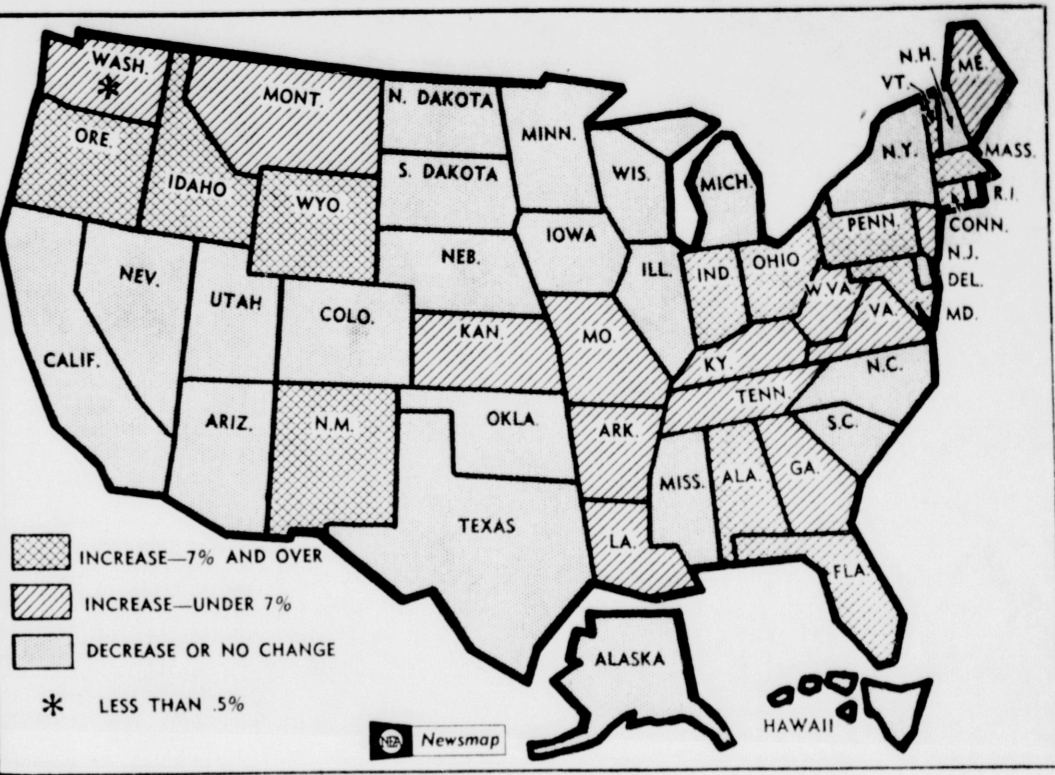 WASH.
*
MONT.
N. DAKOTA
MINN.
ORE.
IDAHO
WYO.
S. DAKOTA
WIS.
MICH.
N.H.
VT.
ME.
N.Y.
MASS.
R.I.
CONN.
PENN.
N.J.
DEL.
MD.
NEV.
UTAH
COLO.
NEB.
IOWA
ILL.
IND.
OHIO
W.VA.
VA.
CALIF.
KAN.
MO.
KY.
N.C.
TENN.
ARIZ.
N.M.
OKLA.
ARK.
S.C.
MISS.
ALA.
GA.
TEXAS
LA.
FLA.
INCREASE—7% AND OVER
INCREASE—UNDER 7%
DECREASE OR NO CHANGE
* LESS THAN .5%
ALASKA
HAWAII
NEA Newsmap